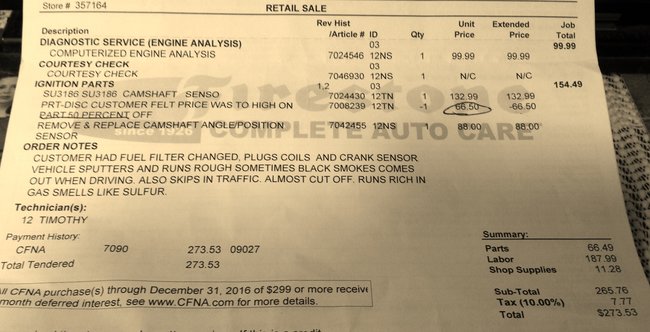 Store # 357164
RETAIL SALE
Description Rev Hist /Article # ID Qty Unit Price Extended Price Job Total
DIAGNOSTIC SERVICE (ENGINE ANALYSIS) 03 99.99
COMPUTERIZED ENGINE ANALYSIS 7024546 12NS 1 99.99 99.99
COURTESY CHECK 03
COURTESY CHECK 7046930 12NS 1 N/C N/C
IGNITION PARTS 1,2 03 154.49
SU3186 SU3186 CAMSHAFT SENSO 7024430 12TN 1 132.99 132.99
PRT-DISC CUSTOMER FELT PRICE WAS TO HIGH ON 7008239 12TN -1 66.50 -66.50
PART.50 PERCENT OFF
REMOVE & REPLACE CAMSHAFT ANGLE/POSITION 7042455 12NS 1 88.00 88.00
SENSOR
Firestone
since 1926 COMPLETE AUTO CARE
ORDER NOTES
CUSTOMER HAD FUEL FILTER CHANGED, PLUGS COILS AND CRANK SENSOR
VEHICLE SPUTTERS AND RUNS ROUGH SOMETIMES BLACK SMOKES COMES
OUT WHEN DRIVING. ALSO SKIPS IN TRAFFIC. ALMOST CUT OFF. RUNS RICH IN
GAS SMELLS LIKE SULFUR.
Technician(s):
12 TIMOTHY
Payment History:
CFNA 7090 273.53 09027
Total Tendered 273.53
Summary:
Parts 66.49
Labor 187.99
Shop Supplies 11.28
Sub-Total 265.76
Tax (10.00%) 7.77
Total $273.53
All CFNA purchase(s) through December 31, 2016 of $299 or more receive
month deferred interest, see www.CFNA.com for more details.